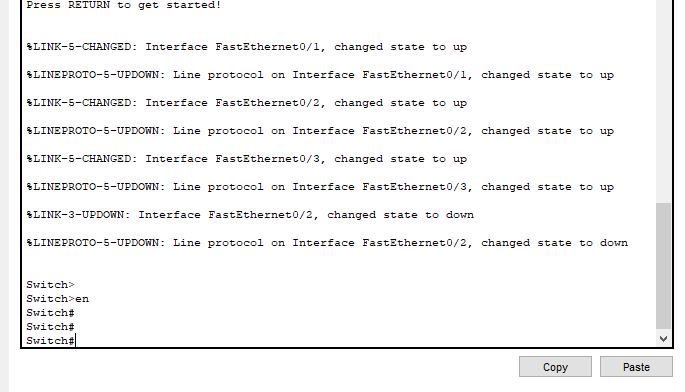 Press RETURN to get started!
%LINK-5-CHANGED: Interface FastEthernet0/1, changed state to up
%LINEPROTO-5-UPDOWN: Line protocol on Interface FastEthernet0/1, changed state to up
%LINK-5-CHANGED: Interface FastEthernet0/2, changed state to up
%LINEPROTO-5-UPDOWN: Line protocol on Interface FastEthernet0/2, changed state to up
%LINK-5-CHANGED: Interface FastEthernet0/3, changed state to up
%LINEPROTO-5-UPDOWN: Line protocol on Interface FastEthernet0/3, changed state to up
%LINK-3-UPDOWN: Interface FastEthernet0/2, changed state to down
%LINEPROTO-5-UPDOWN: Line protocol on Interface FastEthernet0/2, changed state to down
Switch>
Switch>en
Switch#
Switch#
Switch#
Copy Paste